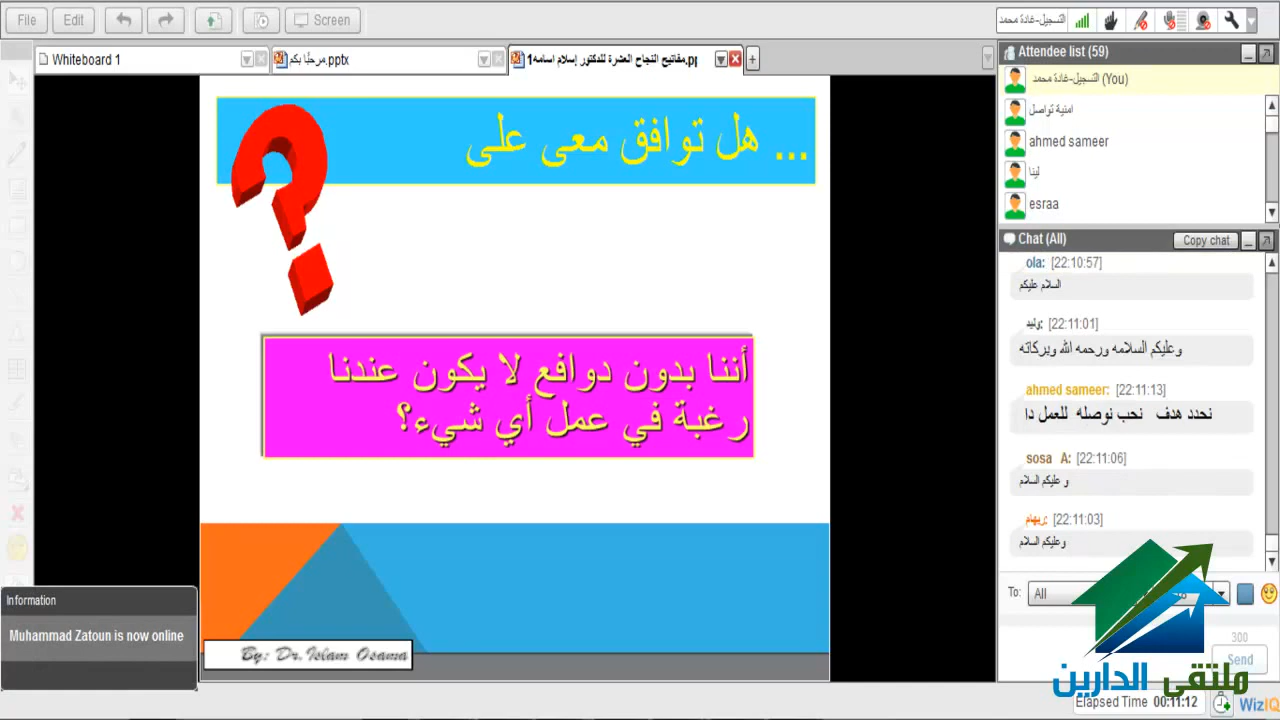 File
Edit
Screen
التسجيل-غادة محمد
Whiteboard 1
مرحبًا بكم.pptx
مفاتيح النجاح العشرة للدكتور إسلام اسامه1.pp
Attendee list (59)
التسجيل-غادة محمد (You)
امنية تواصل
ahmed sameer
لينا
esraa
Chat (All)
Copy chat
ola: [22:10:57]
السلام عليكم
وليد: [22:11:01]
وعليكم السلامه ورحمه الله وبركاته
ahmed sameer: [22:11:13]
نحدد هدف نحب نوصله للعمل دا
sosa A: [22:11:06]
و عليكم السلام
ريهام: [22:11:03]
وعليكم السلام
To:
All
300
Send
Elapsed Time 00:11:12
WizIQ
ملتقى الدارين
... هل توافق معى على
أننا بدون دوافع لا يكون عندنا
رغبة في عمل أي شيء؟
By: Dr.Islam Osama
Information
Muhammad Zatoun is now online